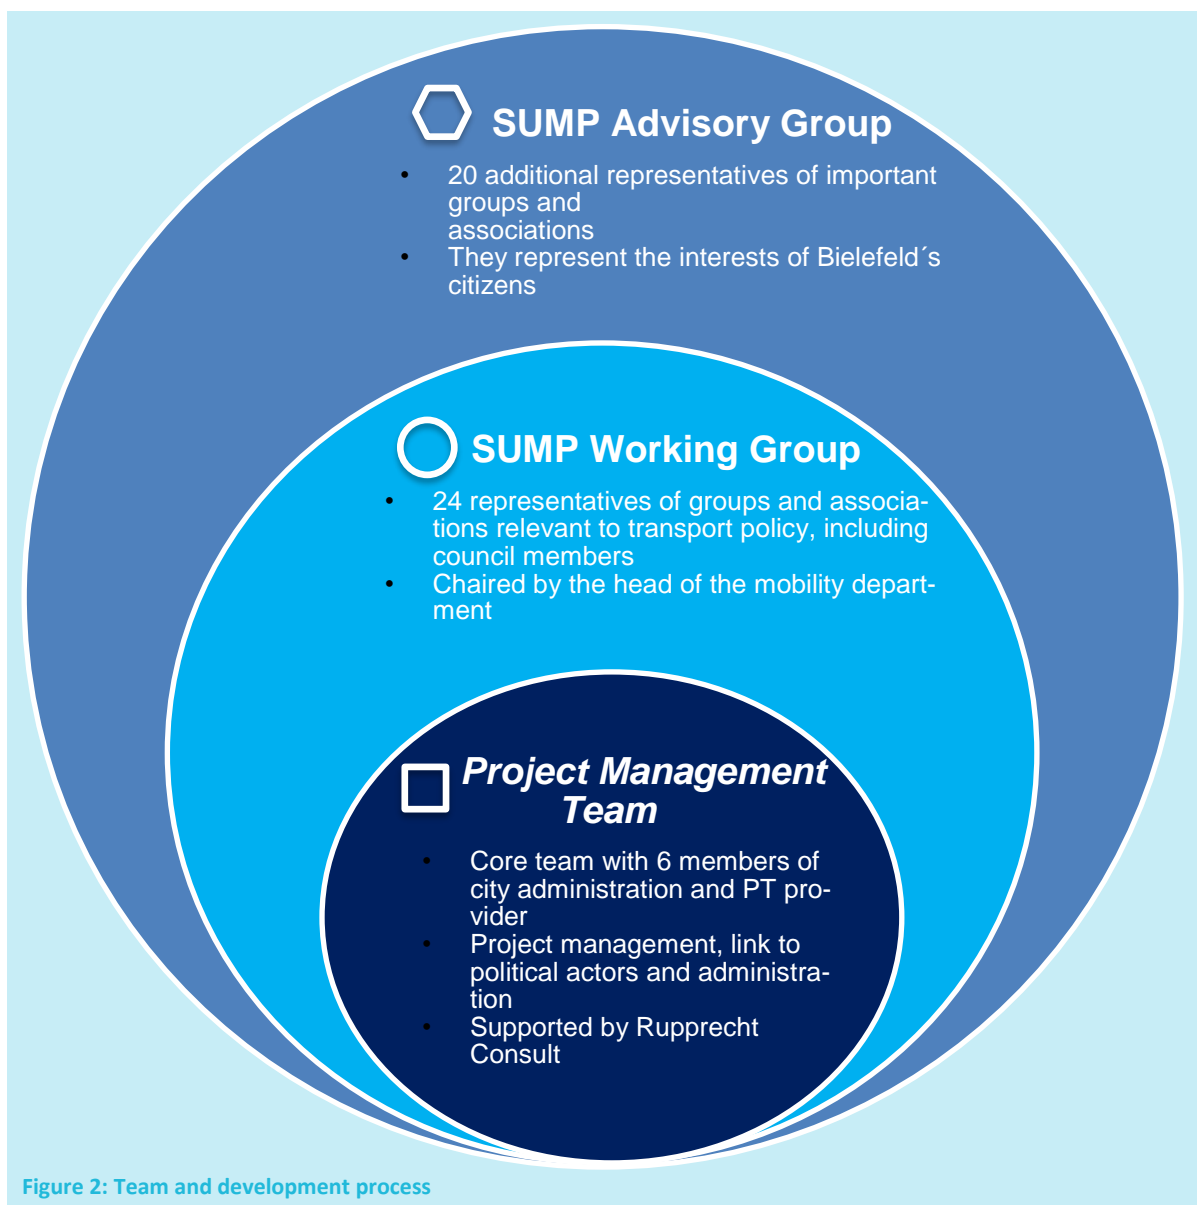 SUMP Advisory Group
• 20 additional representatives of important
groups and
associations
• They represent the interests of Bielefeld´s
citizens
SUMP Working Group
• 24 representatives of groups and associa-
tions relevant to transport policy, including
council members
• Chaired by the head of the mobility depart-
ment
Project Management
Team
• Core team with 6 members of
city administration and PT pro-
vider
• Project management, link to
political actors and administra-
tion
• Supported by Rupprecht
Consult
Figure 2: Team and development process